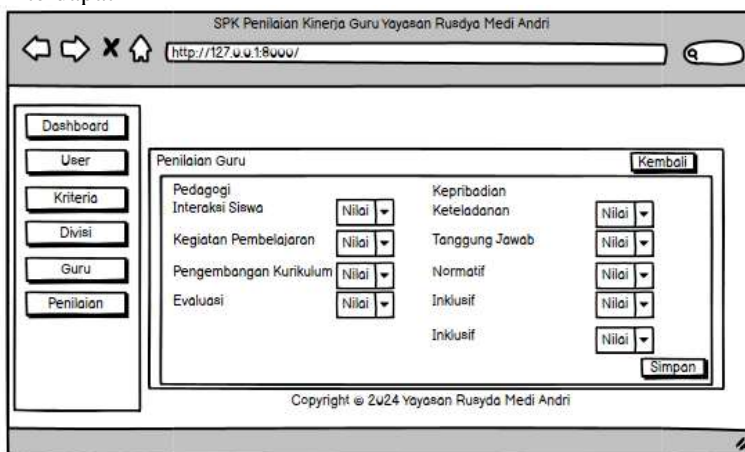 SPK Penilaian Kinerja Guru Yayasan Rusdya Medi Andri
http://127.0.0.1:8000/
Dashboard
User
Kriteria
Divisi
Guru
Penilaian
Penilaian Guru
Kembali
Pedagogi
Interaksi Siswa Nilai
Kegiatan Pembelajaran Nilai
Pengembangan Kurikulum Nilai
Evaluasi Nilai
Kepribadian
Keteladanan Nilai
Tanggung Jawab Nilai
Normatif Nilai
Inklusif Nilai
Inklusif Nilai
Simpan
Copyright © 2024 Yayasan Rusyda Medi Andri